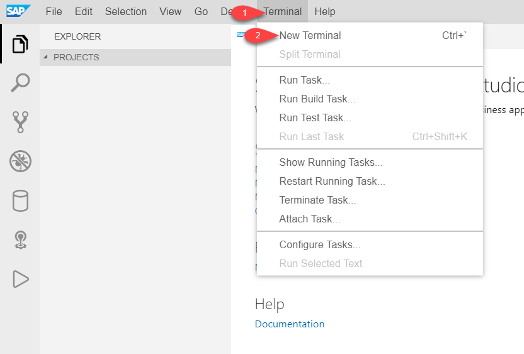 SAP File Edit Selection View Go De 1 Terminal Help
EXPLORER
PROJECTS
2 New Terminal Ctrl+`
Split Terminal
Run Task...
Run Build Task...
Run Test Task...
Run Last Task Ctrl+Shift+K
Show Running Tasks...
Restart Running Task...
Terminate Task...
Attach Task...
Configure Tasks...
Run Selected Text
tudio
siness app
Help
Documentation